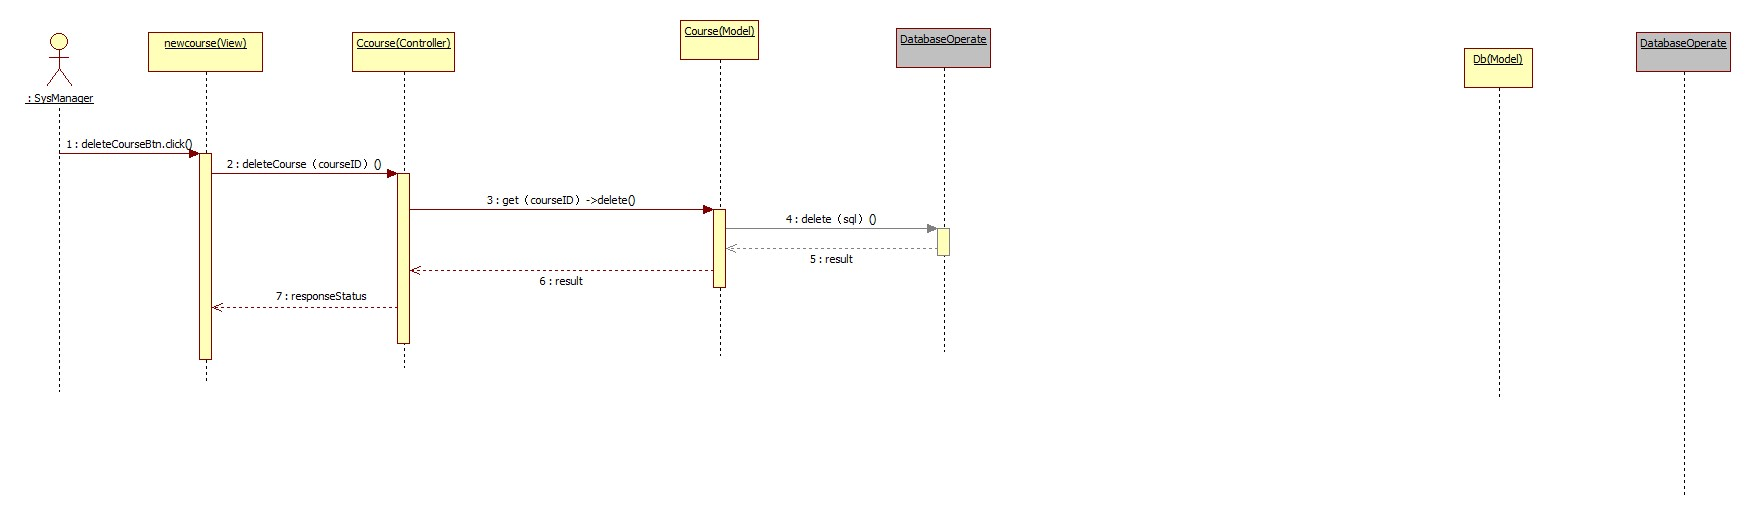 : SysManager
newcourse(View)
Ccourse(Controller)
Course(Model)
DatabaseOperate
Db(Model)
DatabaseOperate
1 : deleteCourseBtn.click()
2 : deleteCourse（courseID）()
3 : get（courseID）->delete()
4 : delete（sql）()
5 : result
6 : result
7 : responseStatus